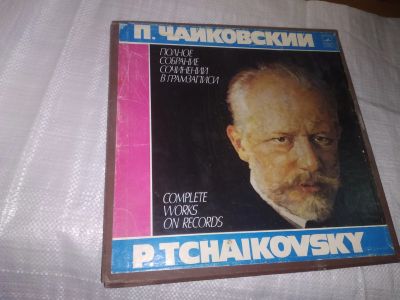 П. ЧАЙКОВСКИЙ
ПОЛНОЕ
СОБРАНИЕ
СОЧИНЕНИЙ
В ГРАМЗАПИСИ
COMPLETE
WORKS
ON RECORDS
P. TCHAIKOVSKY